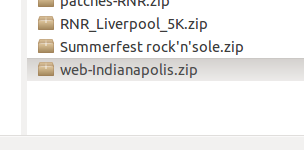 patches-RNR.zip
RNR_Liverpool_5K.zip
Summerfest rock'n'sole.zip
web-Indianapolis.zip